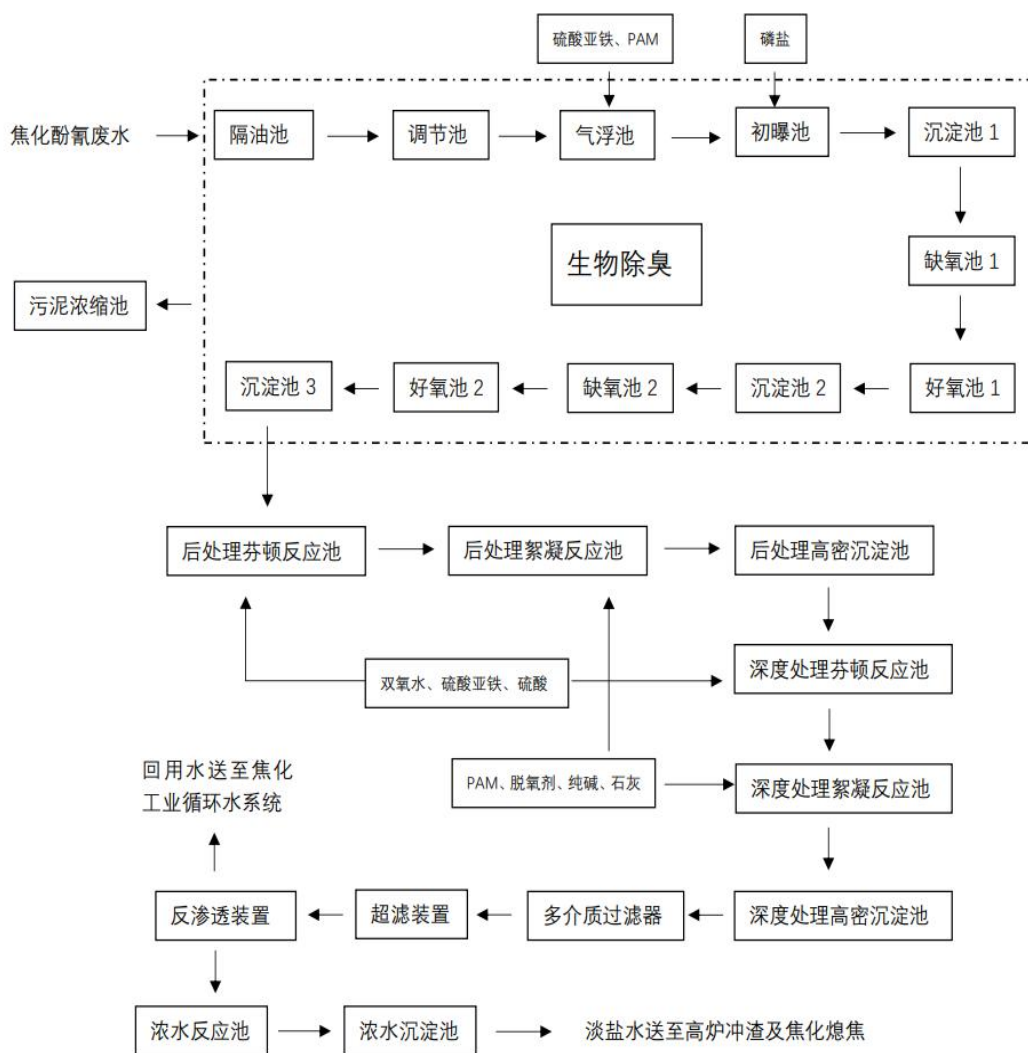 硫酸亚铁、PAM
磷盐
焦化酚氰废水
隔油池
调节池
气浮池
初曝池
沉淀池 1
生物除臭
缺氧池 1
污泥浓缩池
沉淀池 3
好氧池 2
缺氧池 2
沉淀池 2
好氧池 1
后处理芬顿反应池
后处理絮凝反应池
后处理高密沉淀池
双氧水、硫酸亚铁、硫酸
深度处理芬顿反应池
回用水送至焦化
工业循环水系统
PAM、脱氧剂、纯碱、石灰
深度处理絮凝反应池
反渗透装置
超滤装置
多介质过滤器
深度处理高密沉淀池
浓水反应池
浓水沉淀池
淡盐水送至高炉冲渣及焦化熄焦